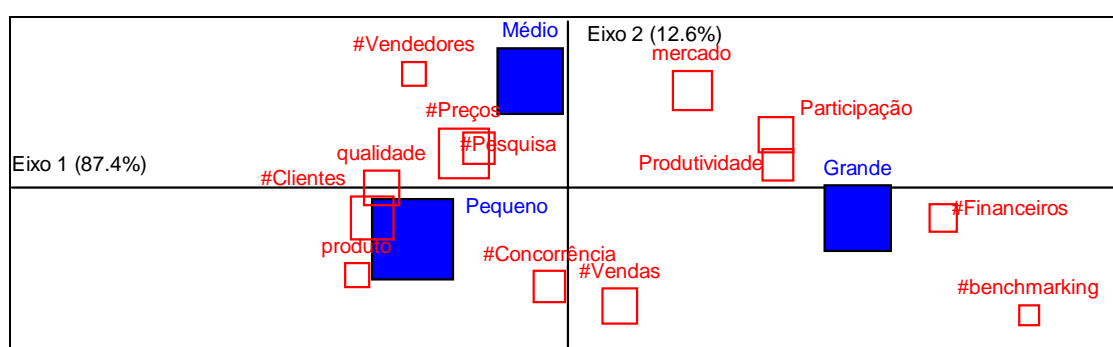 Médio
Eixo 2 (12.6%)
#Vendedores
mercado
#Preços
Participação
#Pesquisa
qualidade
Eixo 1 (87.4%)
Produtividade
Grande
#Clientes
Pequeno
#Financeiros
produto
#Concorrência
#Vendas
#benchmarking